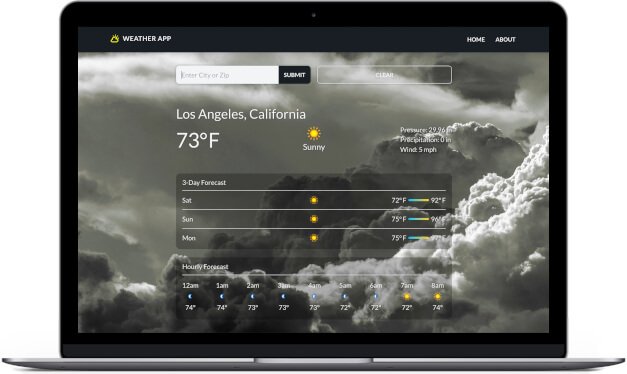 WEATHER APP HOME ABOUT
Enter City or Zip SUBMIT CLEAR
Los Angeles, California
73°F
Sunny
Pressure: 29.96 in
Precipitation: 0 in
Wind: 5 mph
3-Day Forecast
Sat 72°F 92°F
Sun 75°F 96°F
Mon 75°F 97°F
Hourly Forecast
12am 1am 2am 3am 4am 5am 6am 7am 8am
74° 74° 73° 73° 73° 72° 72° 72° 74°